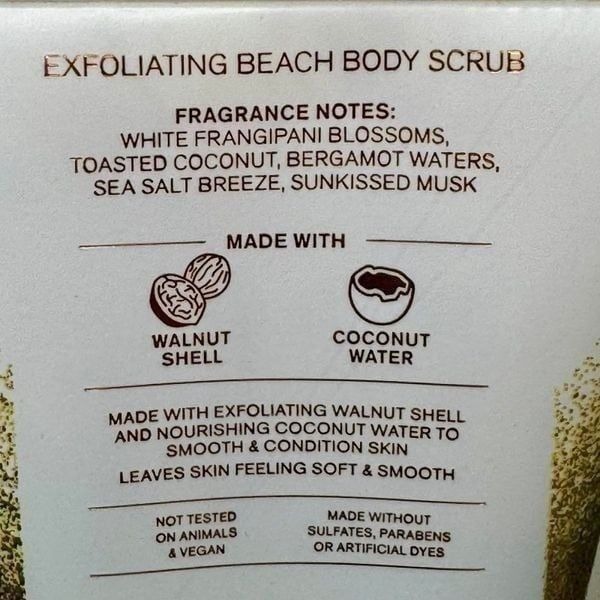 EXFOLIATING BEACH BODY SCRUB
FRAGRANCE NOTES:
WHITE FRANGIPANI BLOSSOMS,
TOASTED COCONUT, BERGAMOT WATERS,
SEA SALT BREEZE, SUNKISSED MUSK
MADE WITH
WALNUT
SHELL
COCONUT
WATER
MADE WITH EXFOLIATING WALNUT SHELL
AND NOURISHING COCONUT WATER TO
SMOOTH & CONDITION SKIN
LEAVES SKIN FEELING SOFT & SMOOTH
NOT TESTED
ON ANIMALS
& VEGAN
MADE WITHOUT
SULFATES, PARABENS
OR ARTIFICIAL DYES